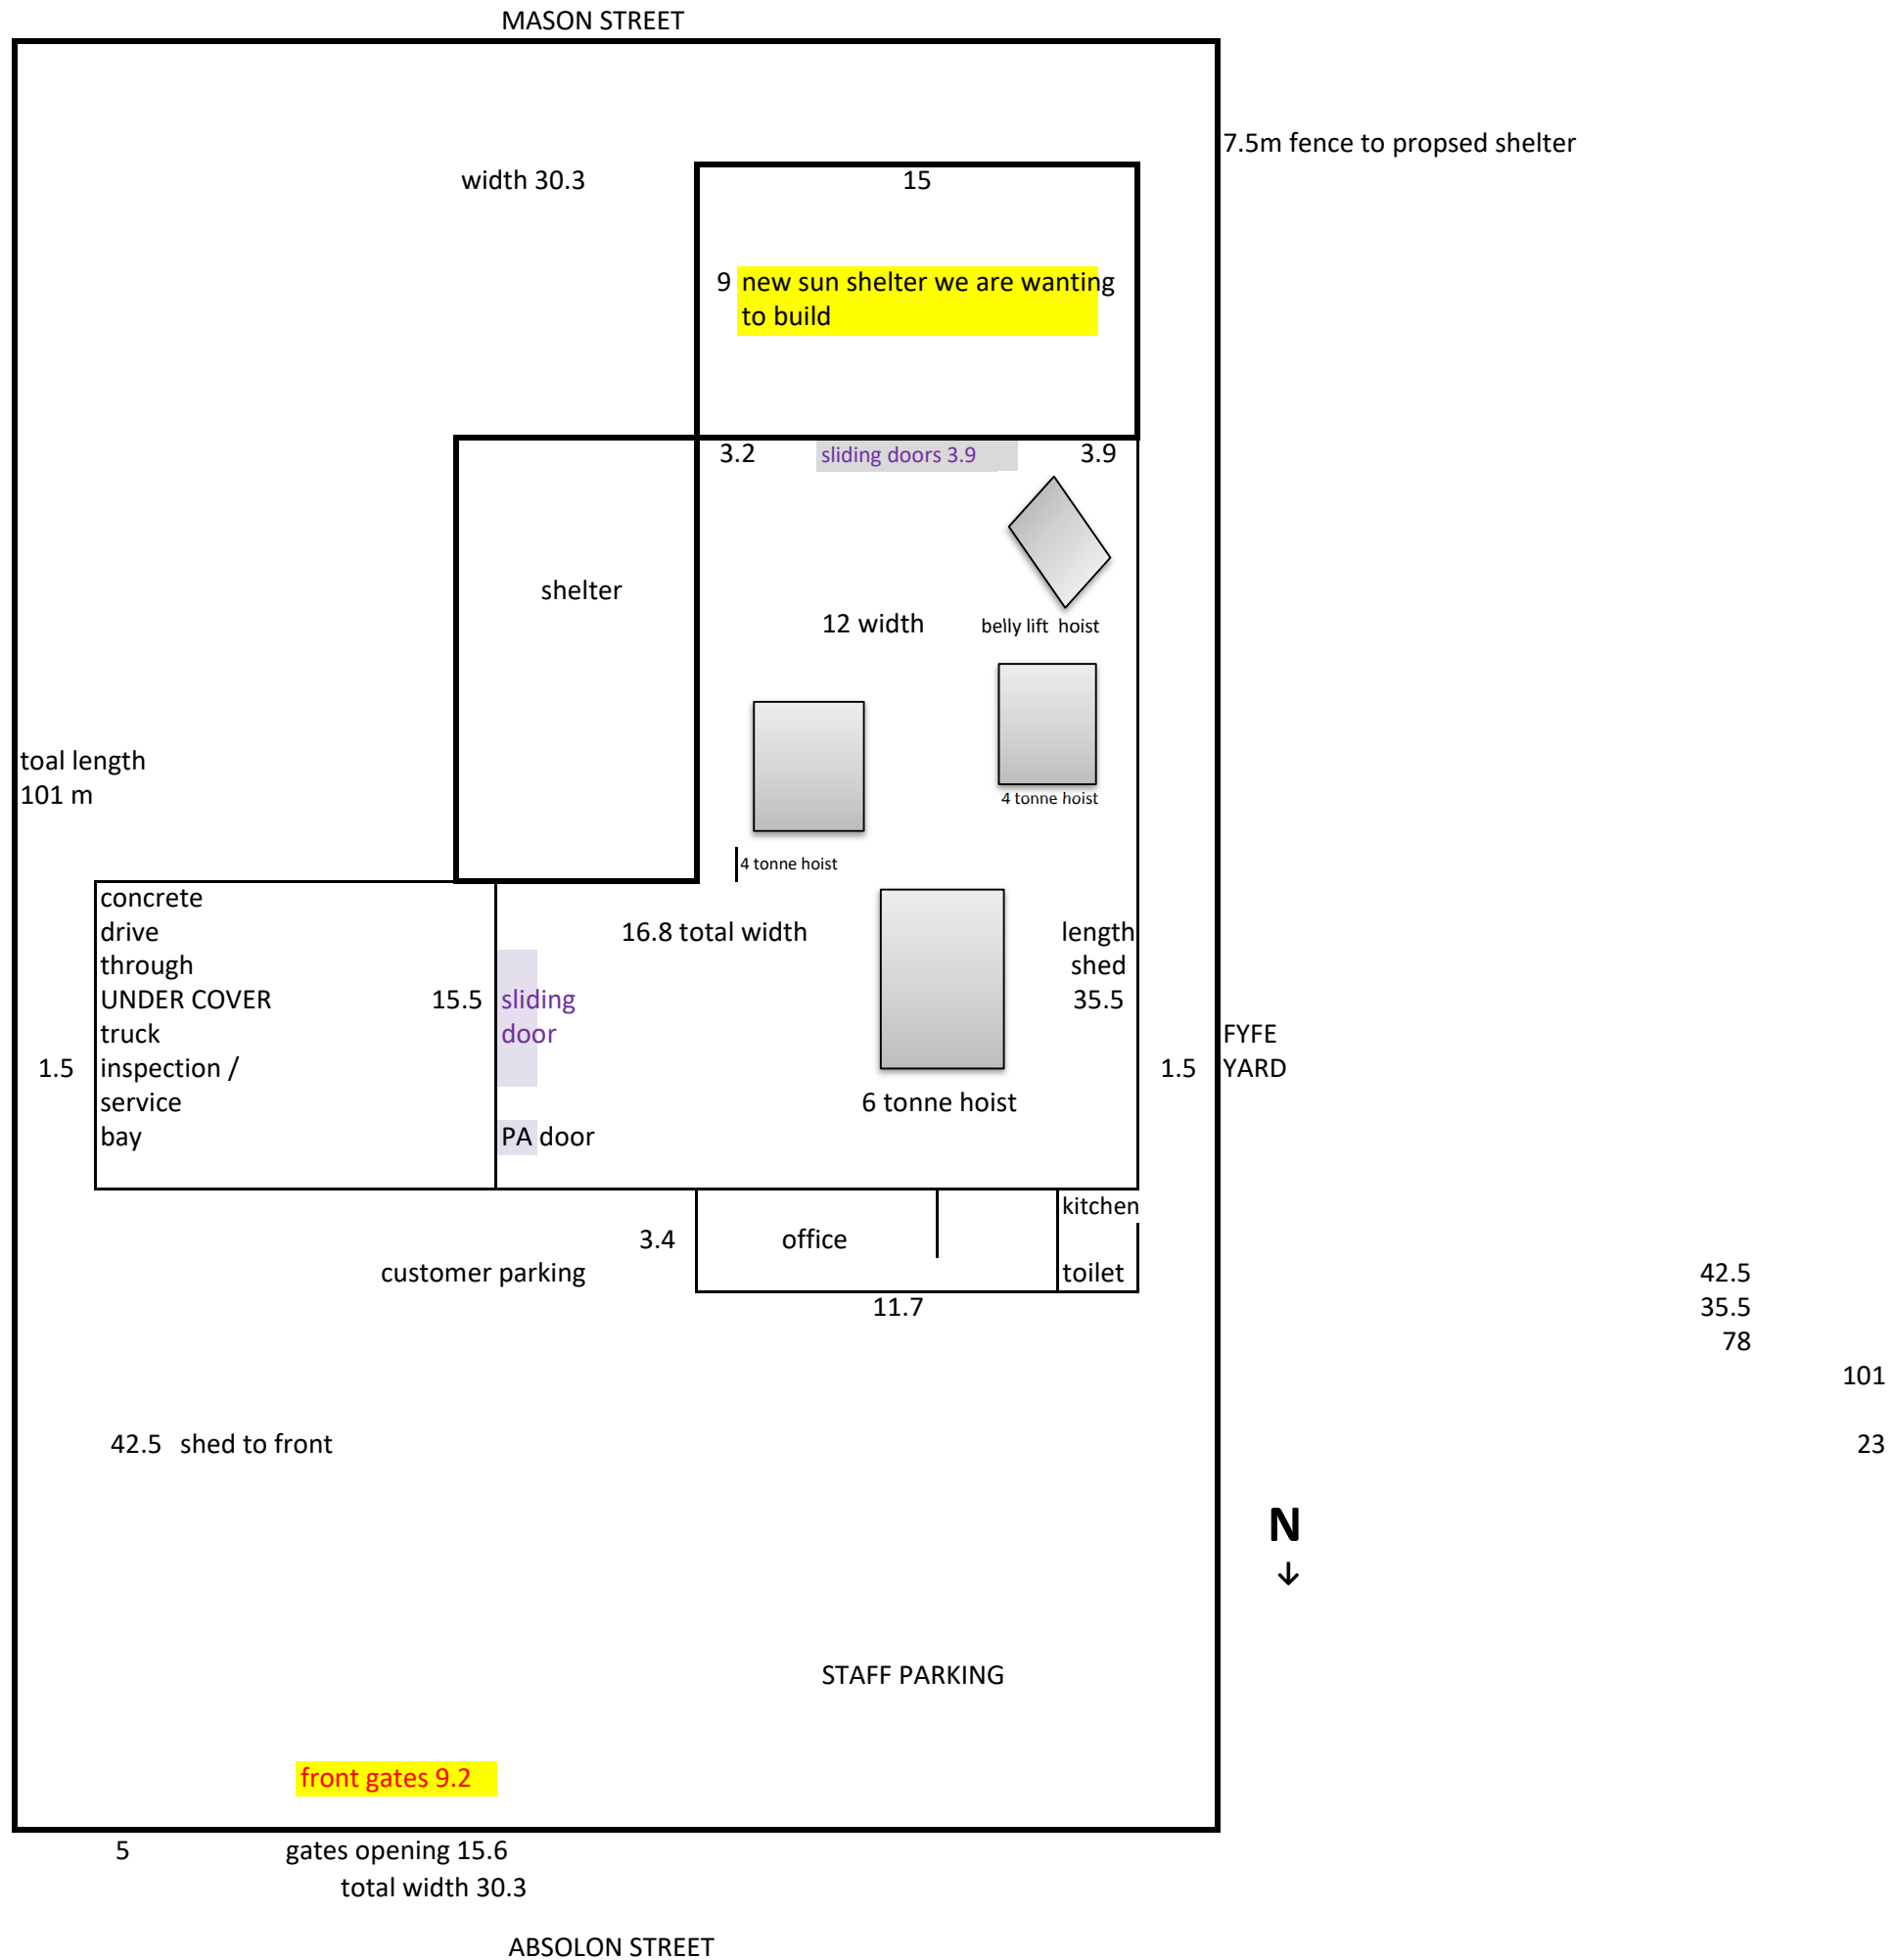 MASON STREET
7.5m fence to propsed shelter
width 30.3
15
9
new sun shelter we are wanting
to build
3.2
sliding doors 3.9
3.9
shelter
12 width
belly lift hoist
toal length
101 m
4 tonne hoist
4 tonne hoist
concrete
drive
through
UNDER COVER
truck
inspection /
service
bay
1.5
15.5
sliding
door
PA door
16.8 total width
length
shed
35.5
6 tonne hoist
1.5
FYFE
YARD
kitchen
3.4
office
customer parking
toilet
11.7
42.5
35.5
78
101
23
42.5 shed to front
N
↓
STAFF PARKING
front gates 9.2
5
gates opening 15.6
total width 30.3
ABSOLON STREET